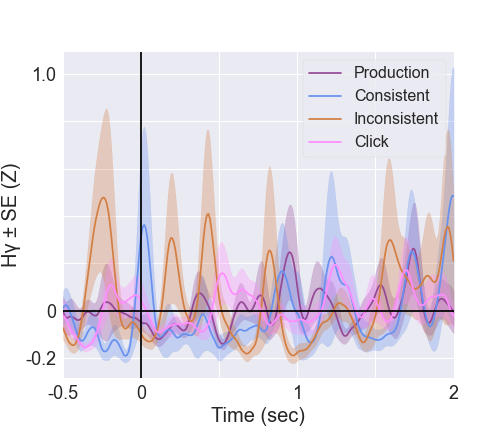 Production
Consistent
Inconsistent
Click
Hγ ± SE (Z)
1.0
0
-0.2
-0.5
0
1
2
Time (sec)